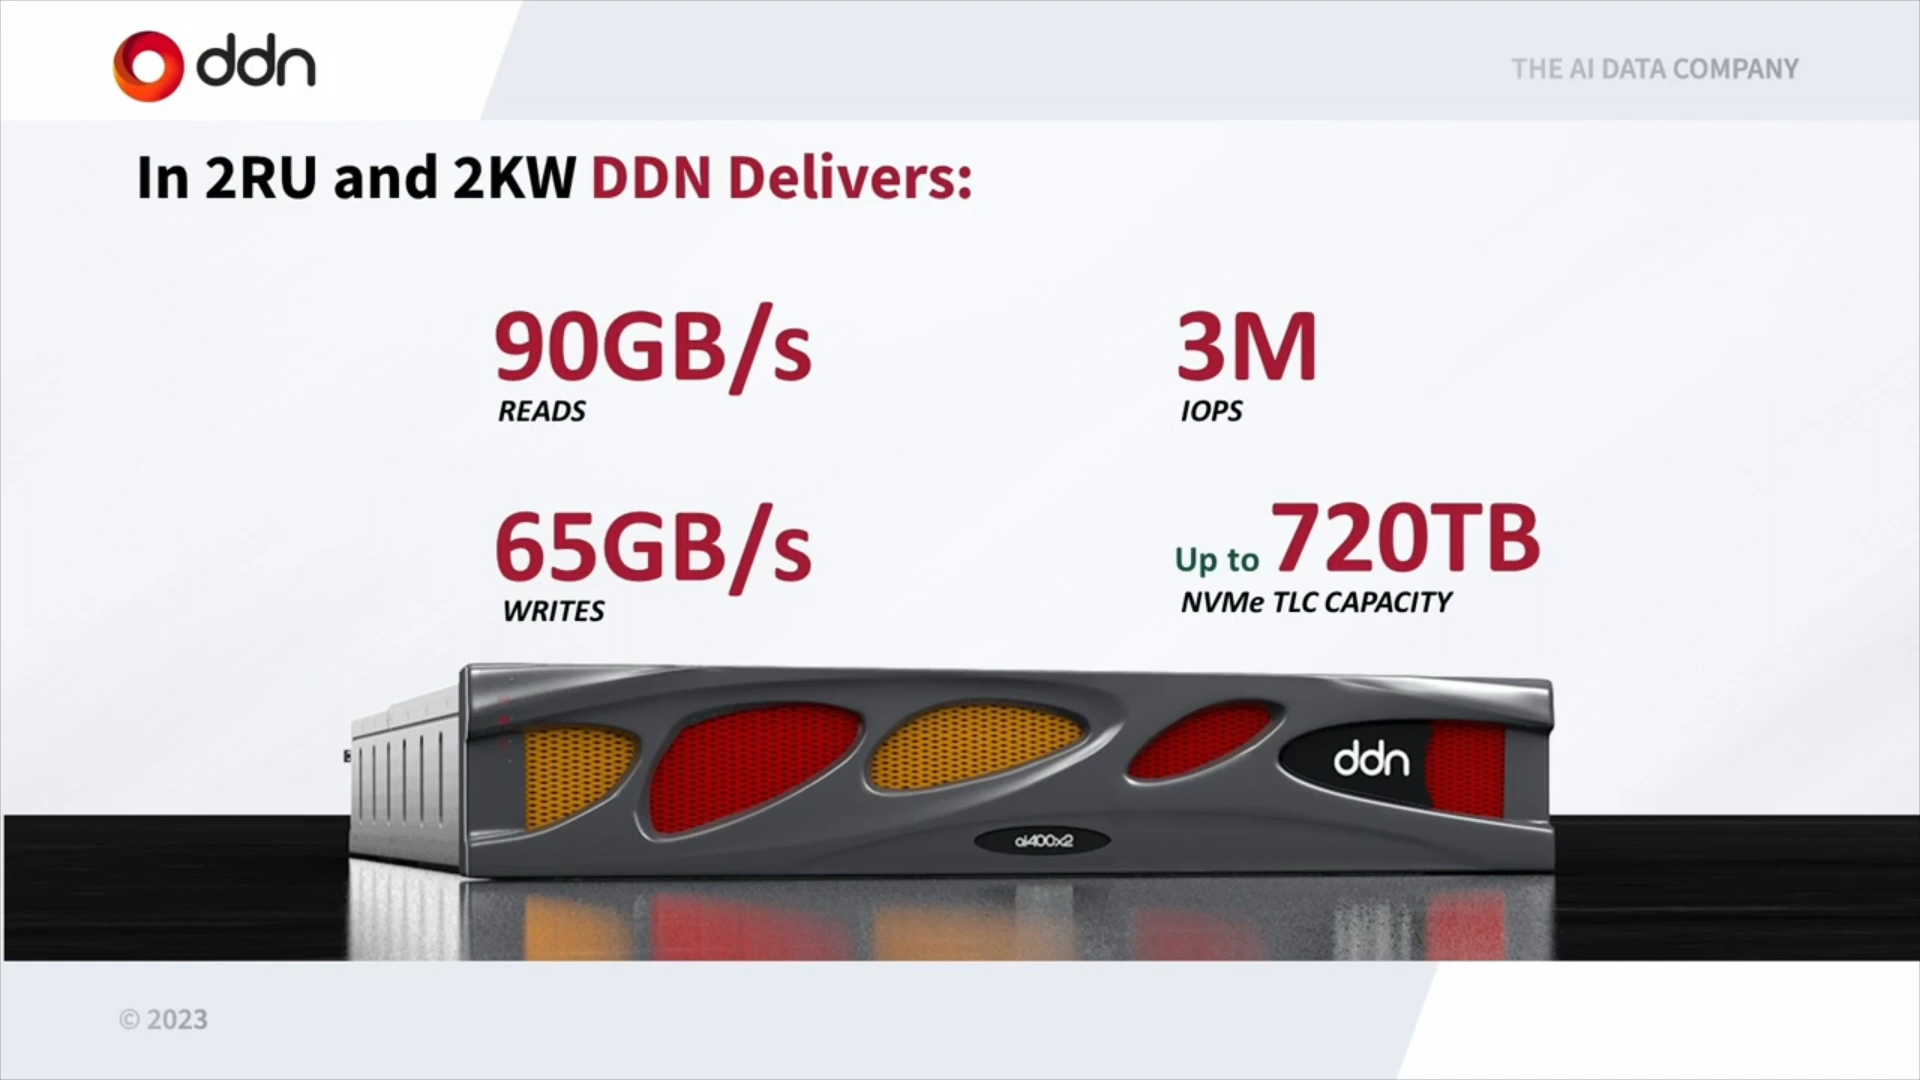 ddn
THE AI DATA COMPANY
In 2RU and 2KW DDN Delivers:
90GB/s
READS
3M
IOPS
65GB/s
WRITES
Up to 720TB
NVMe TLC CAPACITY
ddn
ai400x2
© 2023